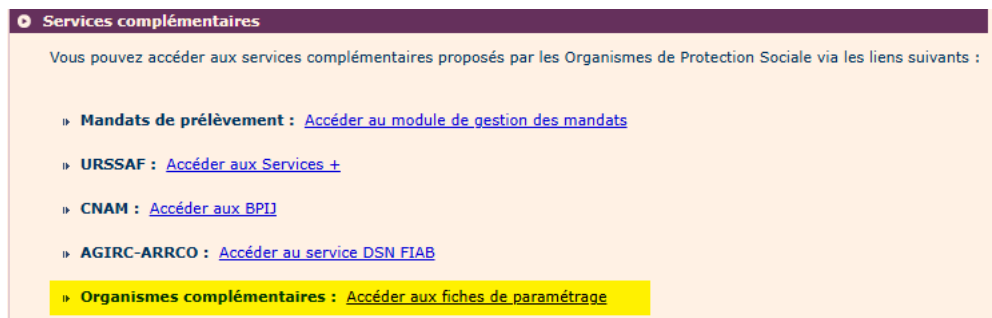 Services complémentaires
Vous pouvez accéder aux services complémentaires proposés par les Organismes de Protection Sociale via les liens suivants :
Mandats de prélèvement : Accéder au module de gestion des mandats
URSSAF : Accéder aux Services +
CNAM : Accéder aux BPIJ
AGIRC-ARRCO : Accéder au service DSN FIAB
Organismes complémentaires : Accéder aux fiches de paramétrage